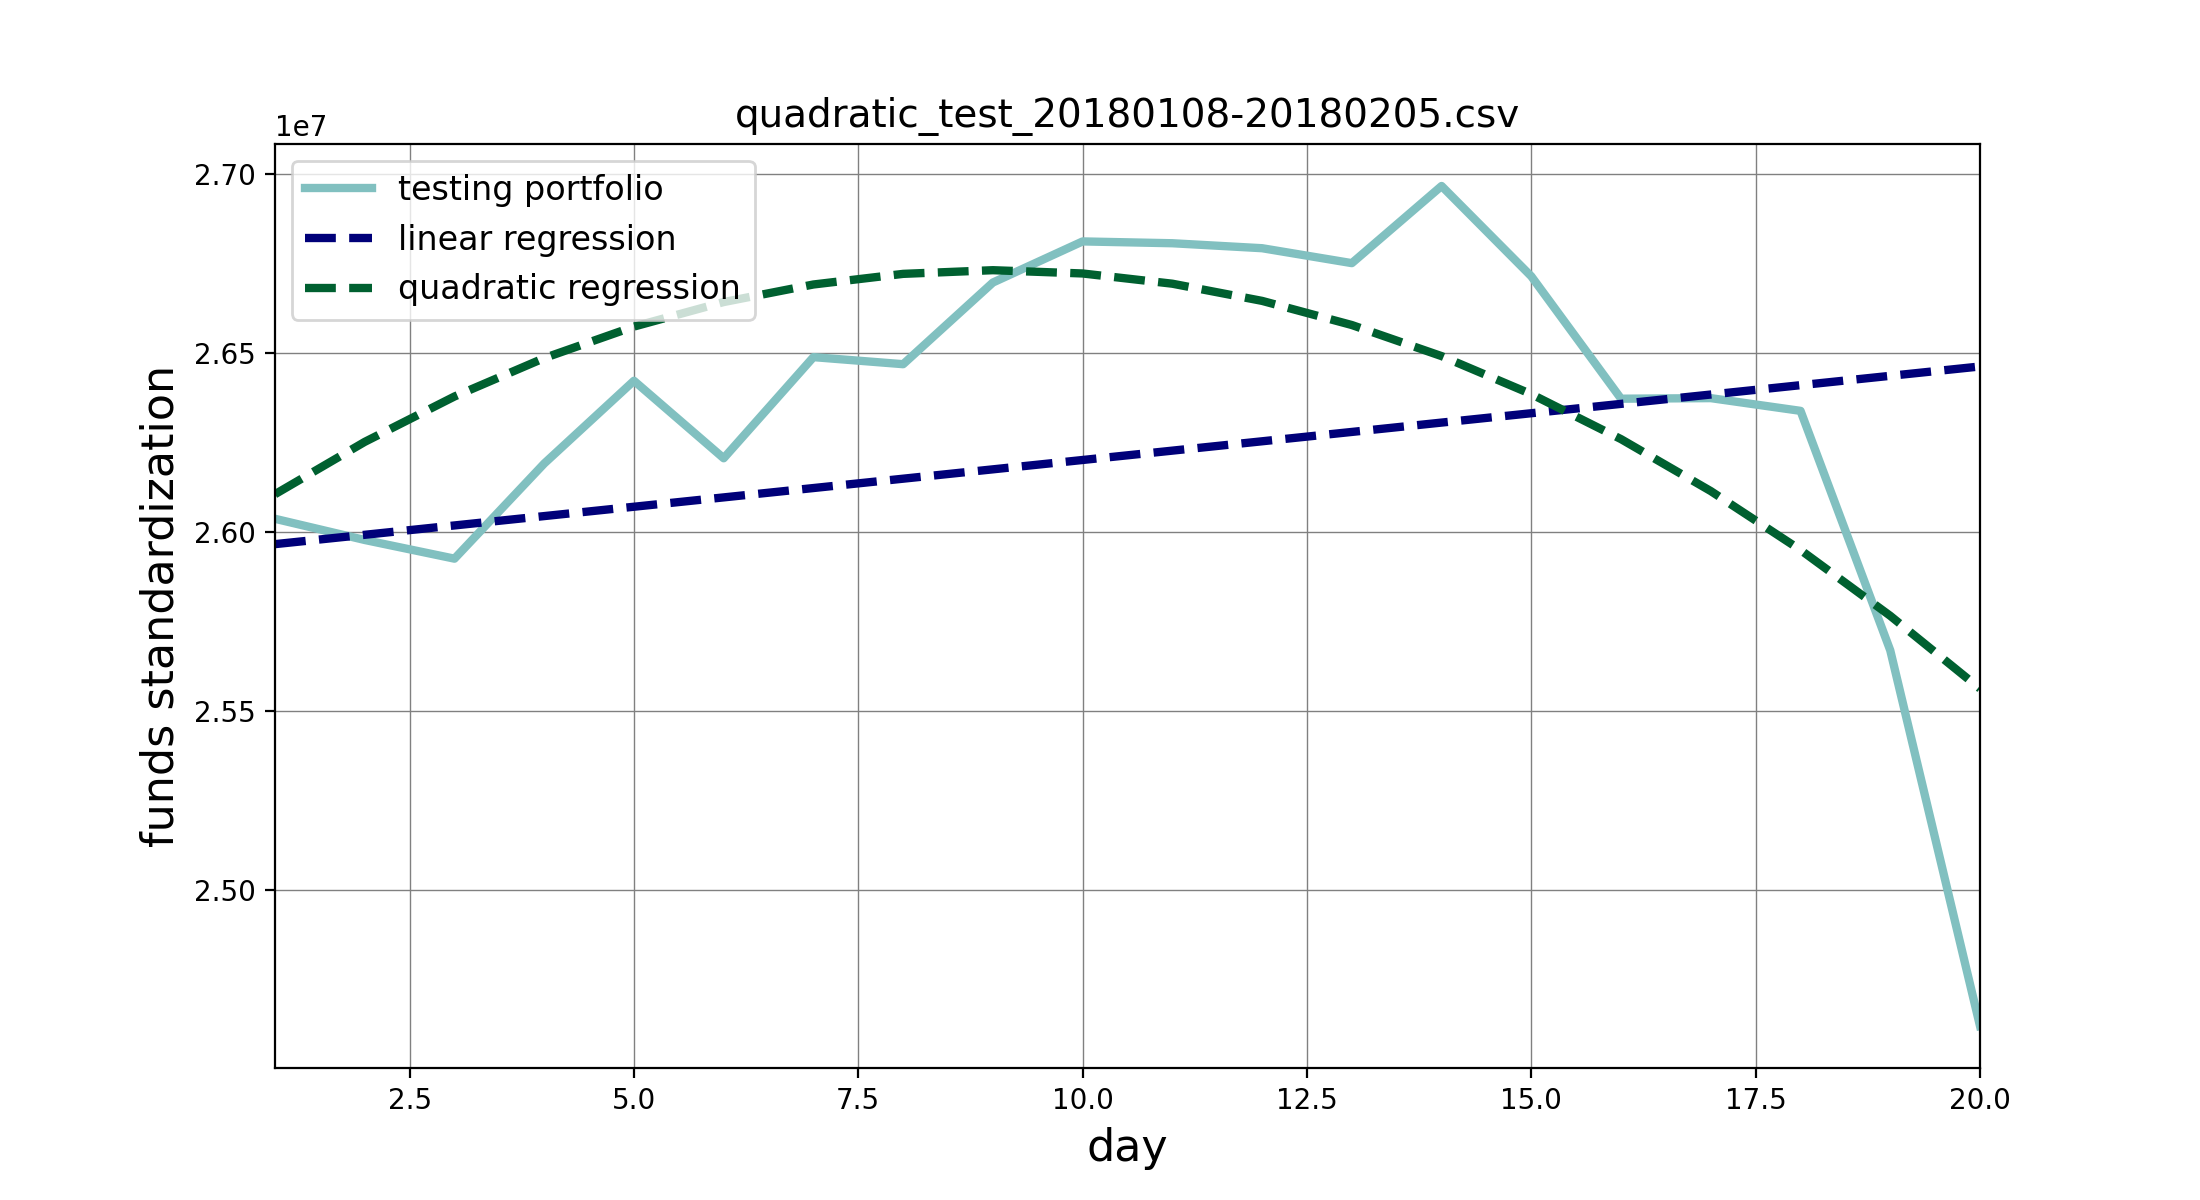 quadratic_test_20180108-20180205.csv
1e7
testing portfolio
linear regression
quadratic regression
2.70
2.65
2.60
2.55
2.50
funds standardization
2.5 5.0 7.5 10.0 12.5 15.0 17.5 20.0
day